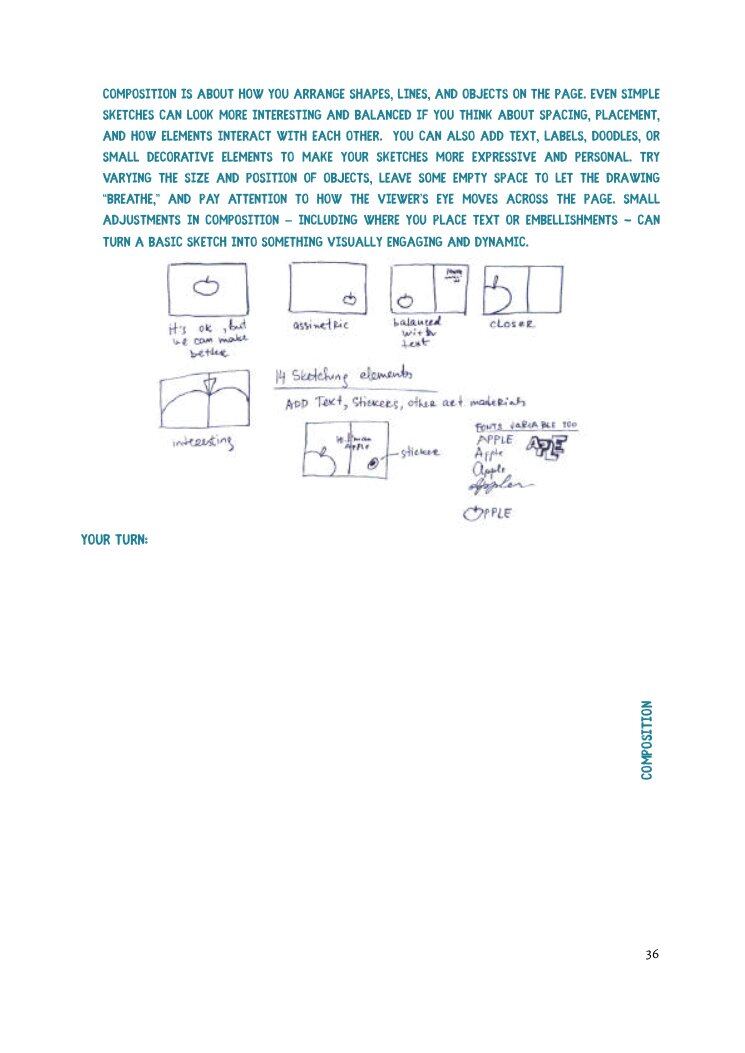 COMPOSITION IS ABOUT HOW YOU ARRANGE SHAPES, LINES, AND OBJECTS ON THE PAGE. EVEN SIMPLE
SKETCHES CAN LOOK MORE INTERESTING AND BALANCED IF YOU THINK ABOUT SPACING, PLACEMENT,
AND HOW ELEMENTS INTERACT WITH EACH OTHER. YOU CAN ALSO ADD TEXT, LABELS, DOODLES, OR
SMALL DECORATIVE ELEMENTS TO MAKE YOUR SKETCHES MORE EXPRESSIVE AND PERSONAL. TRY
VARYING THE SIZE AND POSITION OF OBJECTS, LEAVE SOME EMPTY SPACE TO LET THE DRAWING
“BREATHE,” AND PAY ATTENTION TO HOW THE VIEWER’S EYE MOVES ACROSS THE PAGE. SMALL
ADJUSTMENTS IN COMPOSITION – INCLUDING WHERE YOU PLACE TEXT OR EMBELLISHMENTS – CAN
TURN A BASIC SKETCH INTO SOMETHING VISUALLY ENGAGING AND DYNAMIC.
it's ok, but
we can make
better
assimetric
balanced
with
text
CLOSER
interesting
14 Sketching elements
ADD Text, Stickers, other art materials
Hi I'man
APPLE
sticker
FONTS VARIABLE TOO
APPLE
APPLE
Apple
Apple
APPLE
YOUR TURN:
COMPOSITION
36